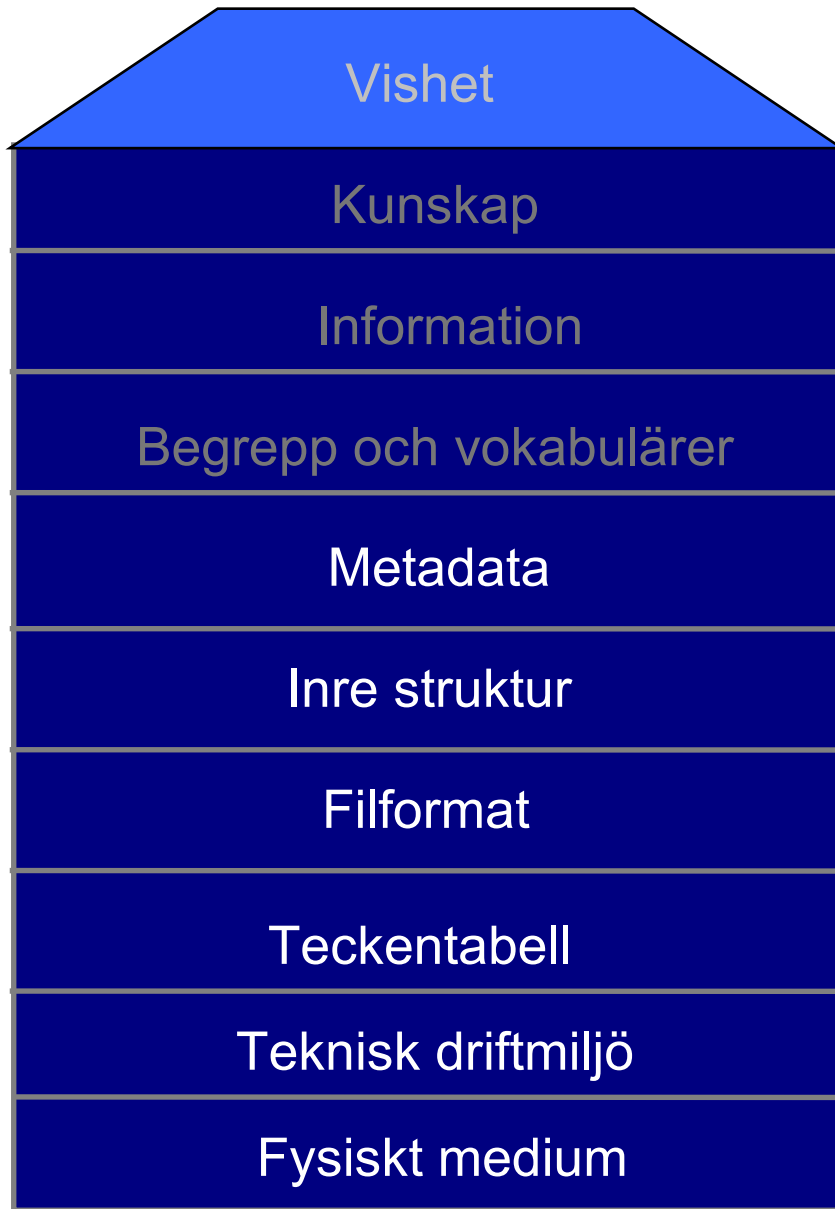 Vishet
Kunskap
Information
Begrepp och vokabulärer
Metadata
Inre struktur
Filformat
Teckentabell
Teknisk driftmiljö
Fysiskt medium